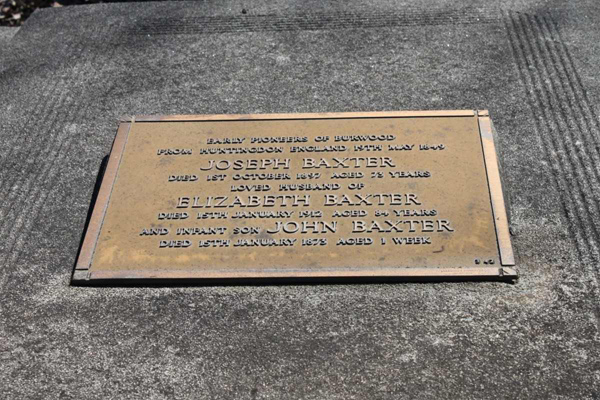 EARLY PIONEERS OF BURWOOD
FROM HUNTINGDON ENGLAND 19TH MAY 1849
JOSEPH BAXTER
DIED 1ST OCTOBER 1897 AGED 78 YEARS
LOVED HUSBAND OF
ELIZABETH BAXTER
DIED 15TH JANUARY 1912 AGED 84 YEARS
AND INFANT SON JOHN BAXTER
DIED 15TH JANUARY 1873 AGED 1 WEEK